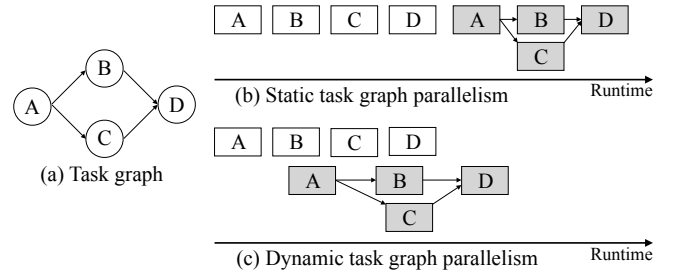 A
B
C
D
(a) Task graph
A B C D A B D
C
Runtime
(b) Static task graph parallelism
A B C D
A B D
C
Runtime
(c) Dynamic task graph parallelism